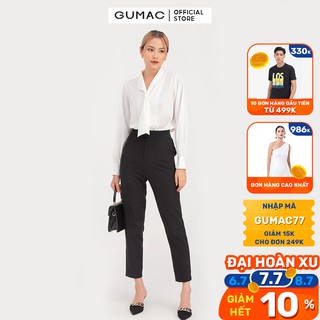 GUMAC OFFICIAL STORE
330K
LOS
10 ĐƠN HÀNG ĐẦU TIÊN
TỪ 499K
986K
ĐƠN HÀNG CAO NHẤT
NHẬP MÃ
GUMAC77
GIẢM 15K
CHO ĐƠN 249K
ĐẠI HOÀN XU
6.7 7.7 8.7
GIẢM HẾT 10%